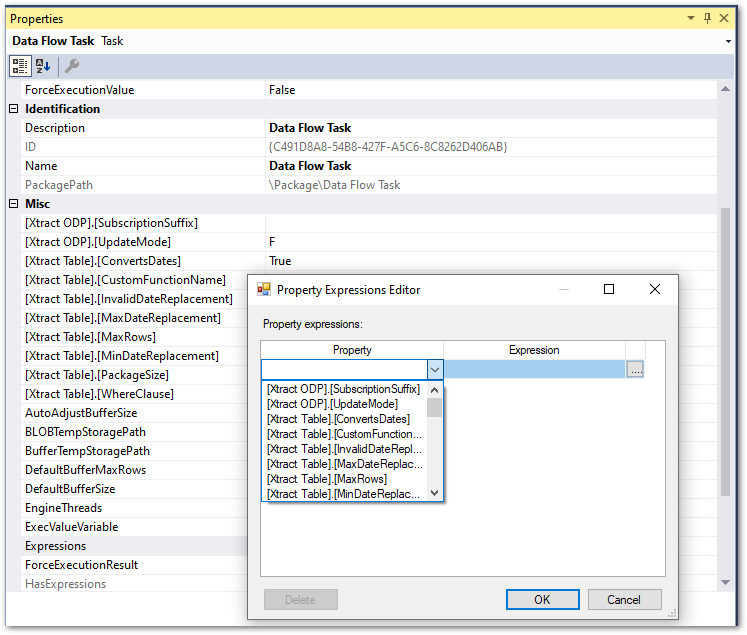 Properties
Data Flow Task Task
ForceExecutionValue False
Identification
Description Data Flow Task
ID {C491D8A8-54B8-427F-A5C6-8C8262D406AB}
Name Data Flow Task
PackagePath \Package\Data Flow Task
Misc
[Xtract ODP].[SubscriptionSuffix]
[Xtract ODP].[UpdateMode] F
[Xtract Table].[ConvertsDates] True
[Xtract Table].[CustomFunctionName]
[Xtract Table].[InvalidDateReplacement]
[Xtract Table].[MaxDateReplacement]
[Xtract Table].[MaxRows]
[Xtract Table].[MinDateReplacement]
[Xtract Table].[PackageSize]
[Xtract Table].[WhereClause]
AutoAdjustBufferSize
BLOBTempStoragePath
BufferTempStoragePath
DefaultBufferMaxRows
DefaultBufferSize
EngineThreads
ExecValueVariable
Expressions
ForceExecutionResult
HasExpressions
Property Expressions Editor
Property expressions:
Property Expression
...
[Xtract ODP].[SubscriptionSuffix]
[Xtract ODP].[UpdateMode]
[Xtract Table].[ConvertsDates]
[Xtract Table].[CustomFunction...
[Xtract Table].[InvalidDateRepl...
[Xtract Table].[MaxDateReplac...
[Xtract Table].[MaxRows]
[Xtract Table].[MinDateReplac...
Delete OK Cancel